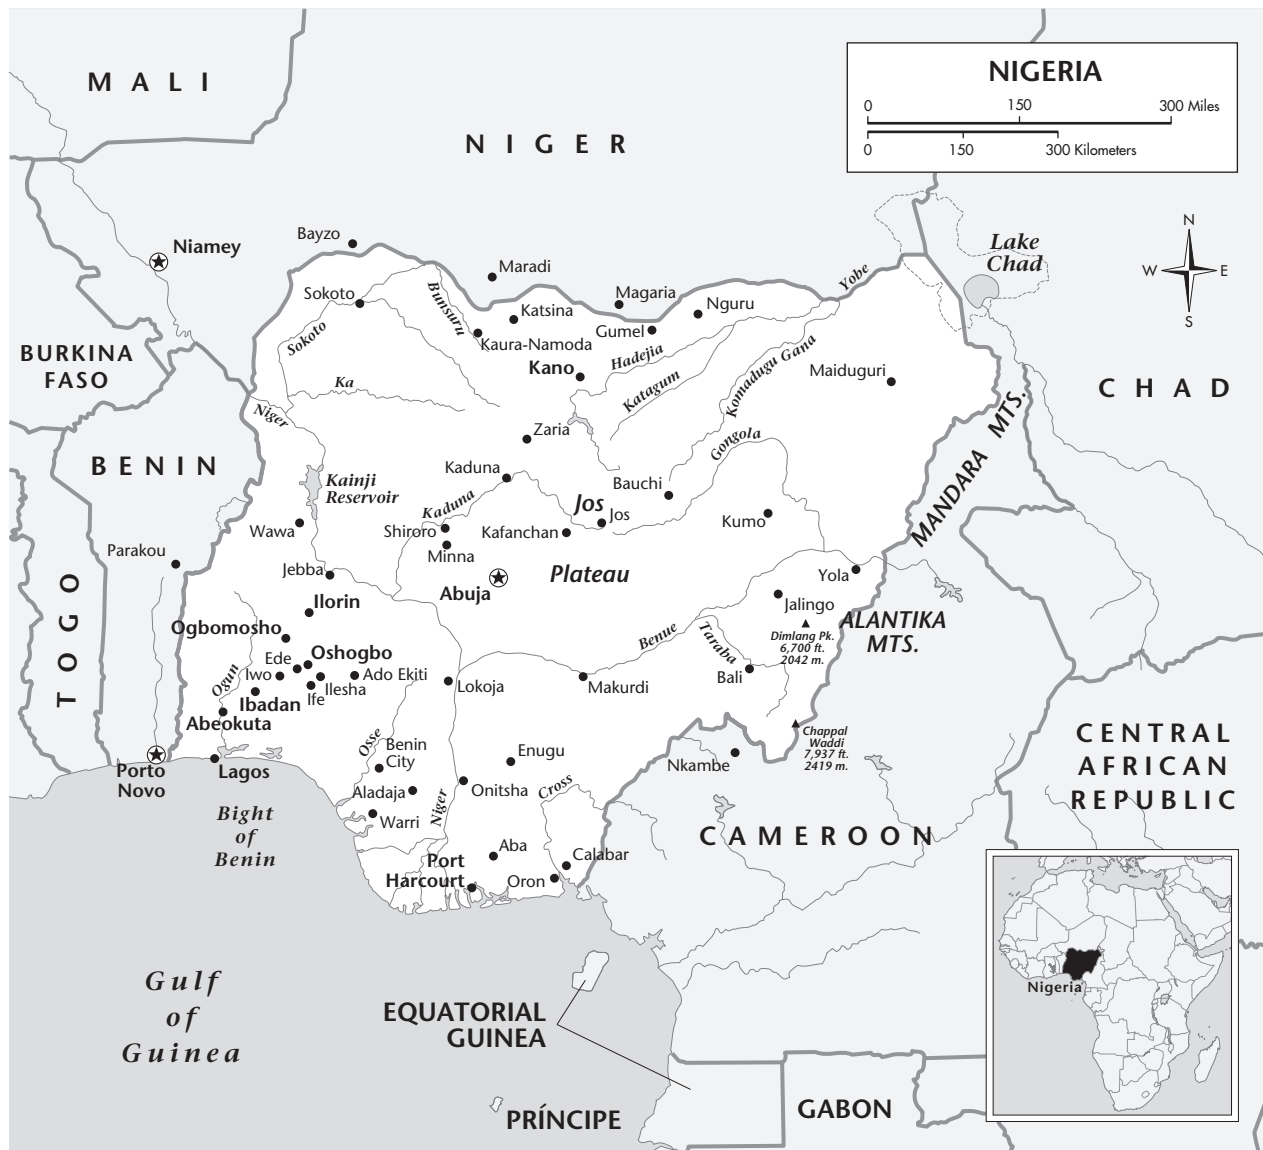 MALI
NIGER
NIGERIA
0 150 300 Miles
0 150 300 Kilometers
N
W E
S
Niamey
Bayzo
Maradi
Lake
Chad
Sokoto
Bunsuru
Katsina
Magaria
Nguru
Yobe
BURKINA
FASO
Sokoto
Kaura-Namoda
Gumel
Hadejia
Kano
Katagum
Komadugu Gana
Maiduguri
CHAD
Ka
Niger
Zaria
Gongola
MANDARA MTS.
BENIN
Kainji
Reservoir
Kaduna
Kaduna
Bauchi
Jos
Jos
Wawa
Shiroro
Kafanchan
Kumo
Minna
Parakou
Jebba
Abuja
Plateau
Yola
TOGO
Ilorin
Jalingo
ALANTIKA
MTS.
Ogbomosho
Dimlang Pk.
6,700 ft.
2042 m.
Benue
Taraba
Oshogbo
Ede
Iwo
Ado Ekiti
Ilesha
Ife
Ogun
Ibadan
Abeokuta
Lokoja
Makurdi
Bali
Osse
Benin
City
Enugu
Chappal
Waddi
7,937 ft.
2419 m.
CENTRAL
AFRICAN
REPUBLIC
Porto
Novo
Lagos
Nkambe
Aladaja
Onitsha
Cross
Niger
Warri
Bight
of
Benin
CAMEROON
Aba
Calabar
Port
Harcourt
Oron
Gulf
of
Guinea
EQUATORIAL
GUINEA
PRÍNCIPE
GABON
Nigeria